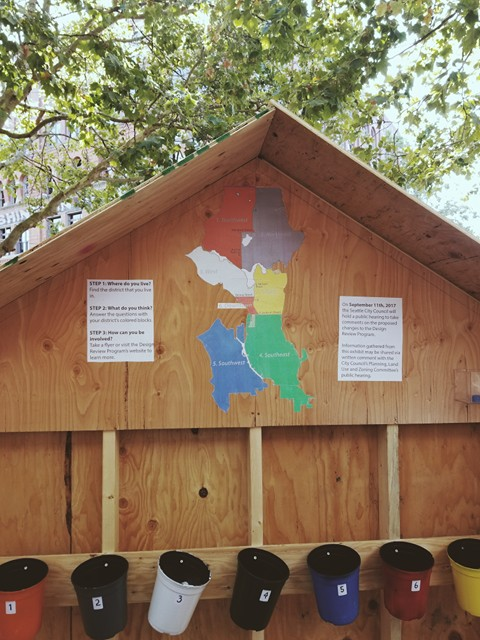 STEP 1: Where do you live?
Find the district that you live
in.
STEP 2: What do you think?
Answer the questions with
your district's colored blocks
STEP 3: How can you be
involved?
Take a flyer or visit the Design
Review Program's website to
learn more.
5. Southwest
4. Southeast
On September 11th, 2017
the Seattle City Council will
hold a public hearing to take
comments on the proposed
changes to the Design
Review Program.
Information gathered from
this exhibit may be shared via
written comment with the
City Council's Planning, Land
Use and Zoning Committee's
public hearing.
1
2
3
4
5
6